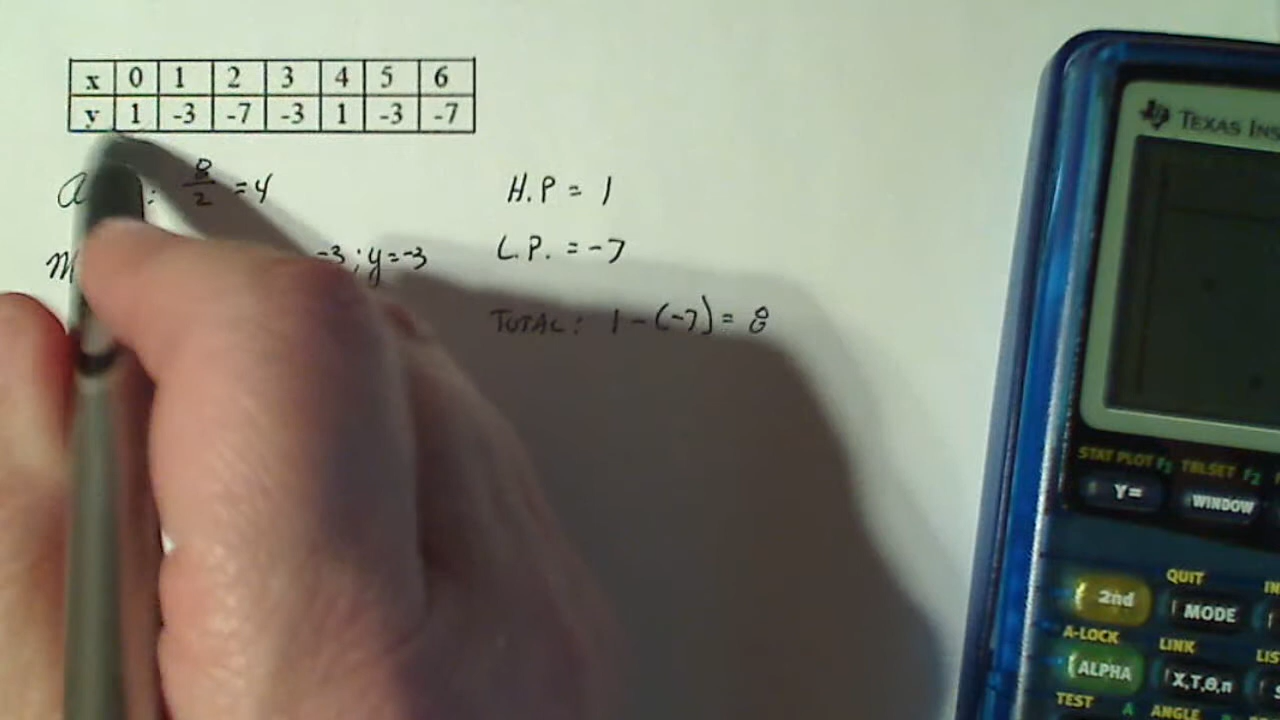 x 0 1 2 3 4 5 6
y 1 -3 -7 -3 1 -3 -7
: 8/2 = 4
H.P = 1
-3 ; y = -3
L.P. = -7
TOTAL: 1 - (-7) = 8
TEXAS INS
STAT PLOT F1 TBLSET F2
Y= WINDOW
QUIT
2nd MODE
A-LOCK LINK LIS
ALPHA X,T,θ,n
TEST A ANGLE